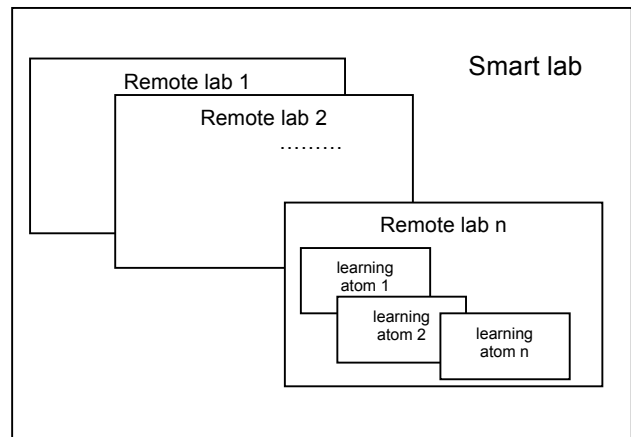 Smart lab
Remote lab 1
Remote lab 2
.........
Remote lab n
learning
atom 1
learning
atom 2
learning
atom n